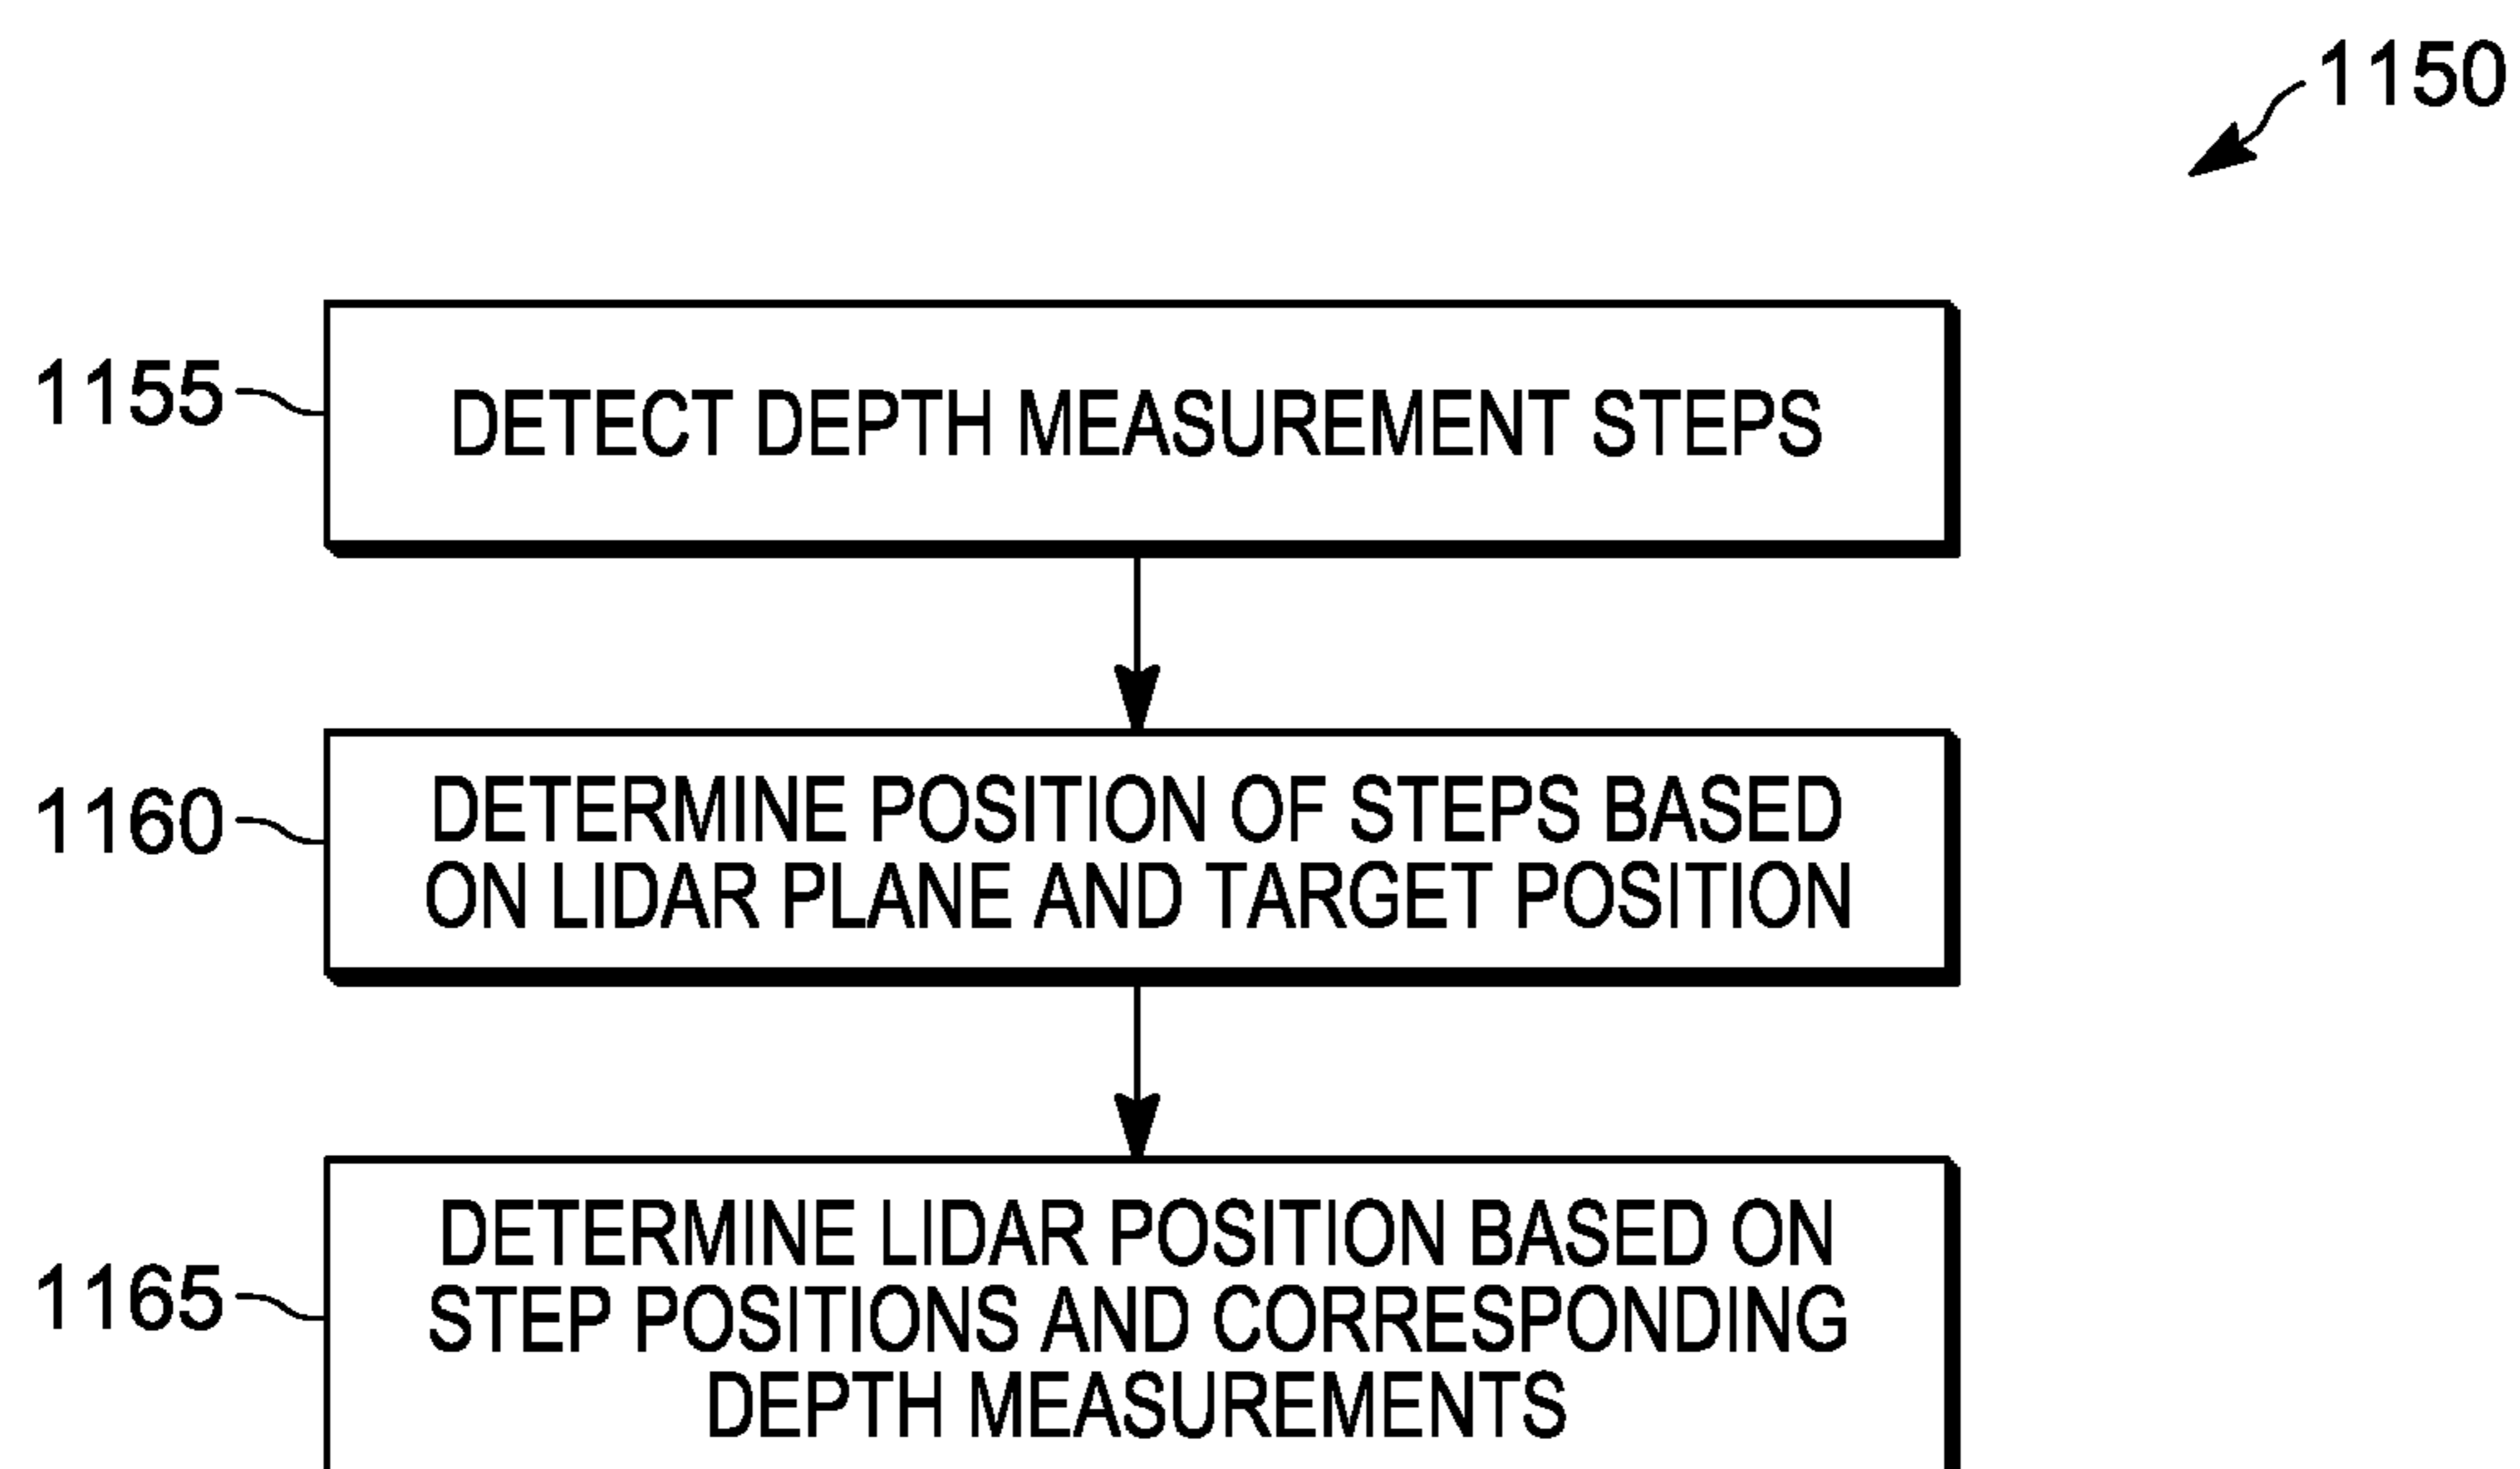 1150
1155
DETECT DEPTH MEASUREMENT STEPS
1160
DETERMINE POSITION OF STEPS BASED
ON LIDAR PLANE AND TARGET POSITION
1165
DETERMINE LIDAR POSITION BASED ON
STEP POSITIONS AND CORRESPONDING
DEPTH MEASUREMENTS